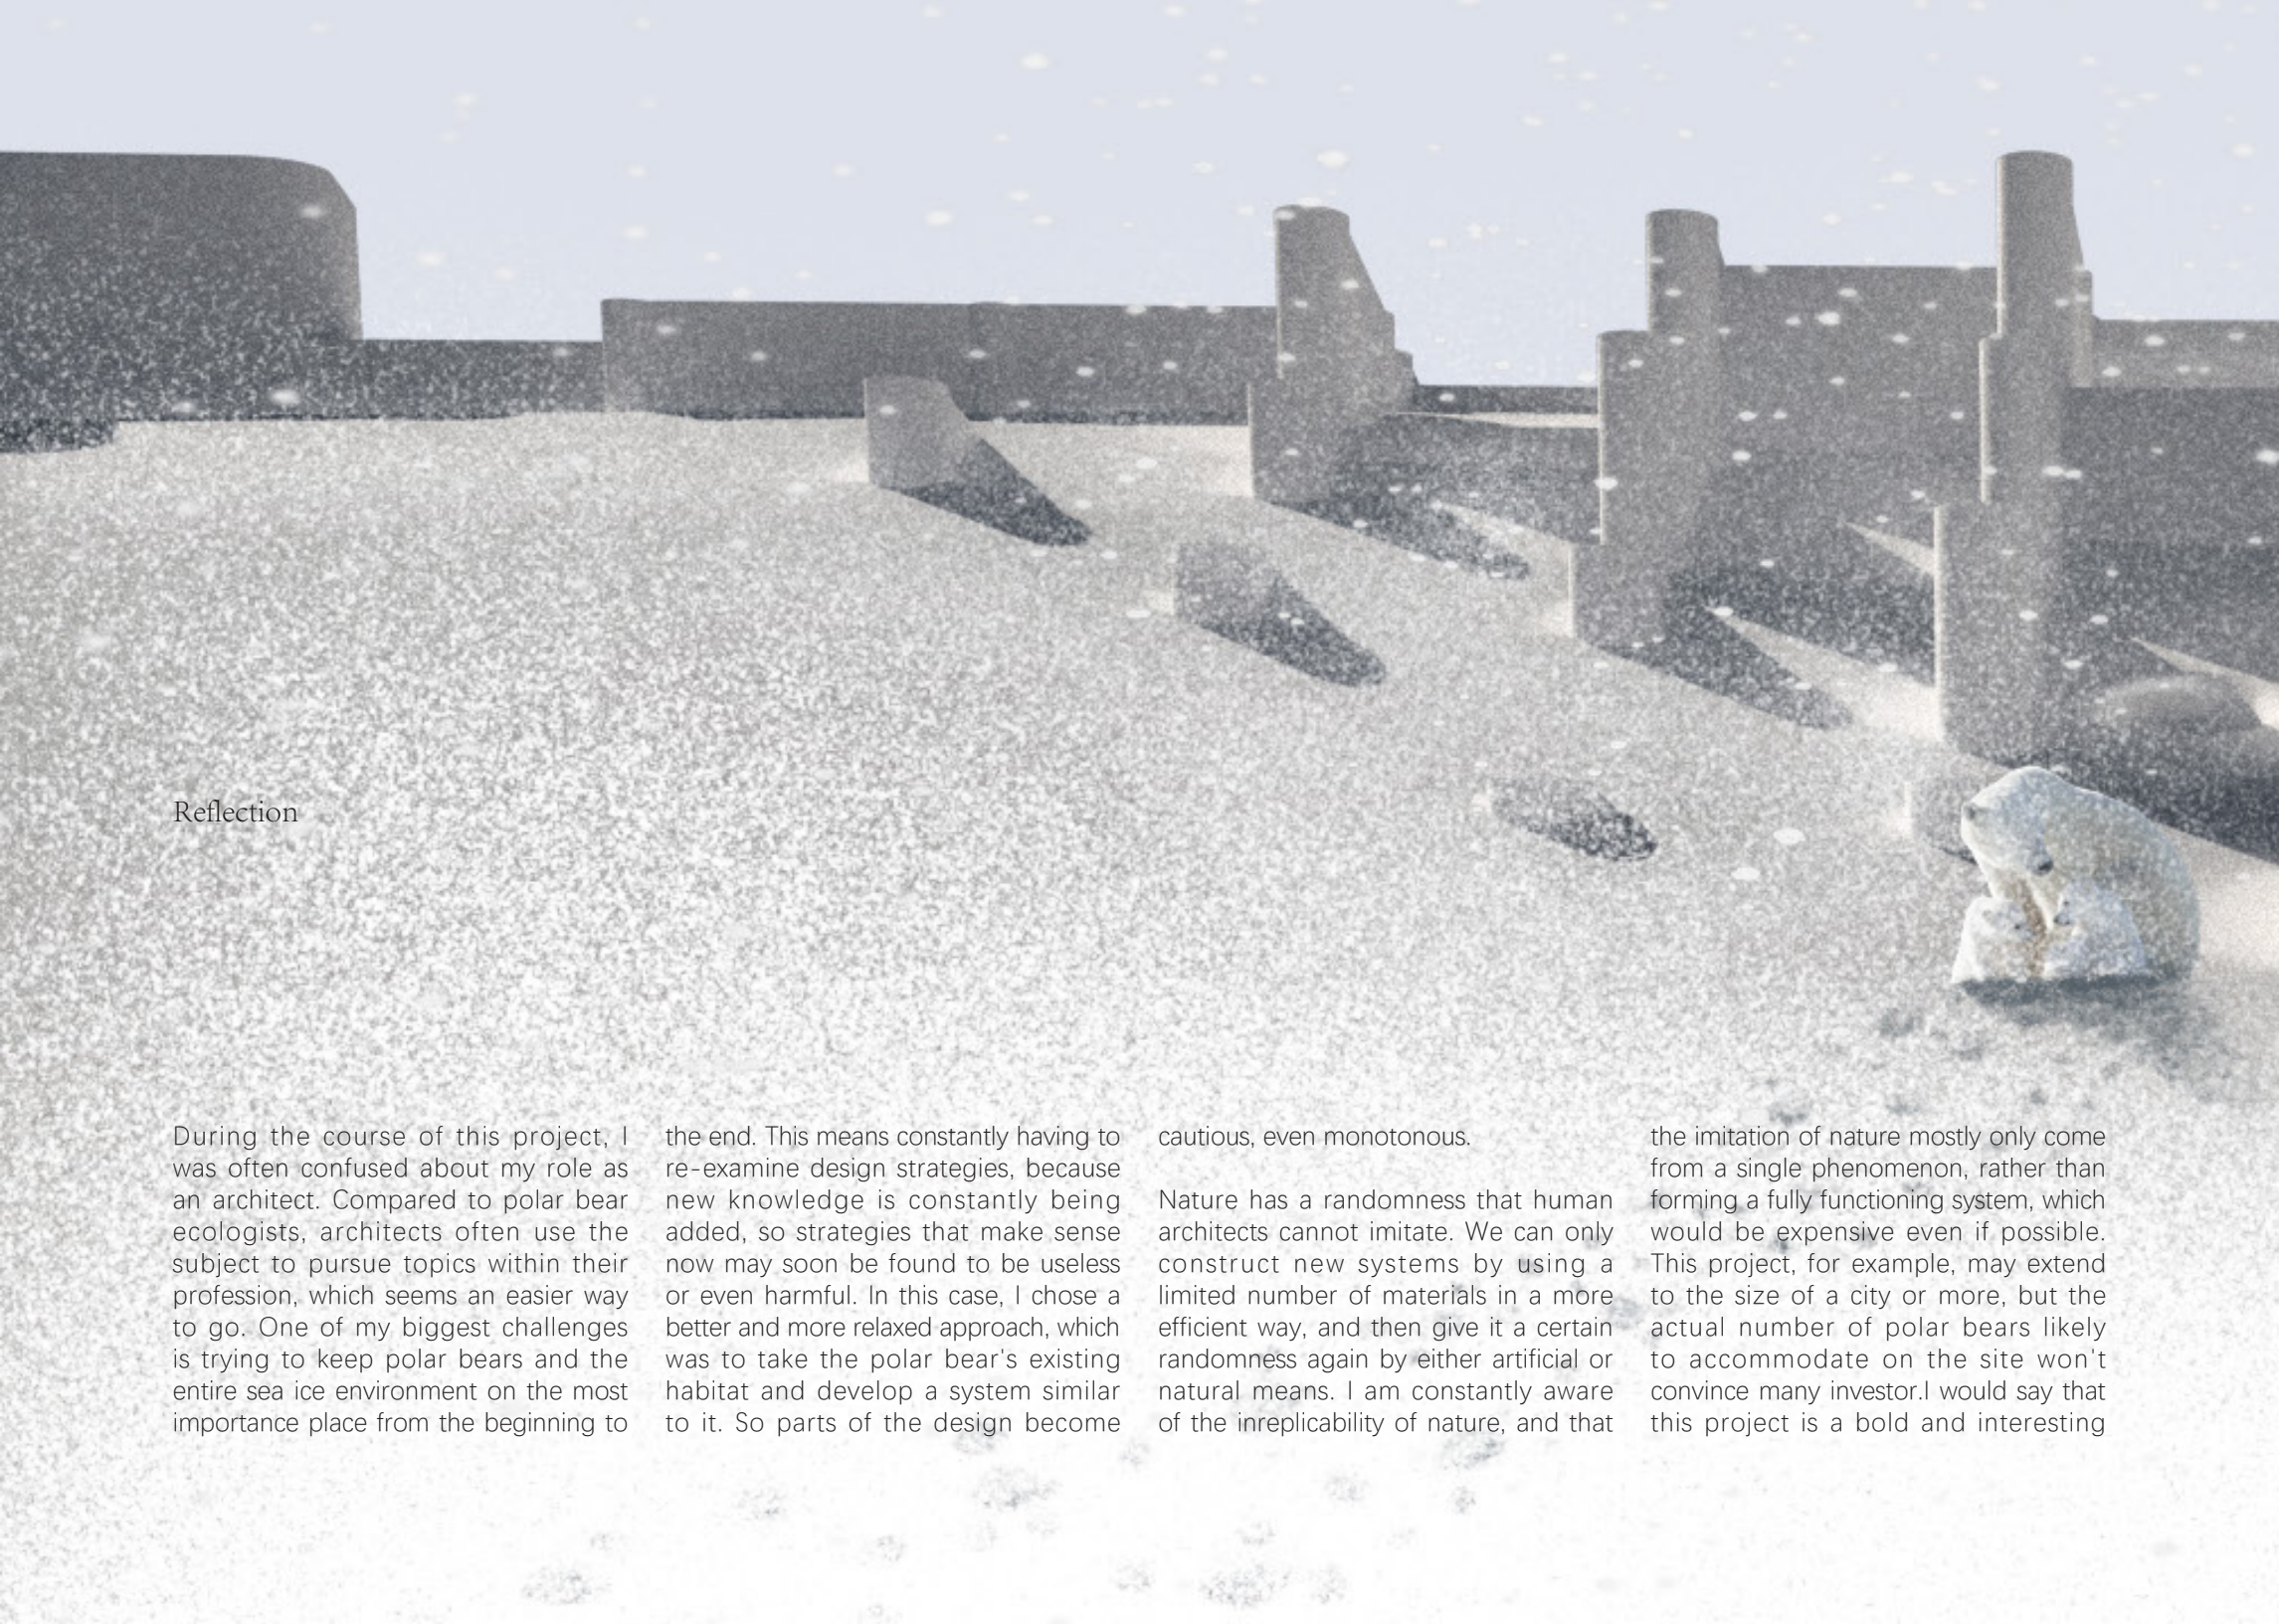 Reflection
During the course of this project, I
was often confused about my role as
an architect. Compared to polar bear
ecologists, architects often use the
subject to pursue topics within their
profession, which seems an easier way
to go. One of my biggest challenges
is trying to keep polar bears and the
entire sea ice environment on the most
importance place from the beginning to
the end. This means constantly having to
re-examine design strategies, because
new knowledge is constantly being
added, so strategies that make sense
now may soon be found to be useless
or even harmful. In this case, I chose a
better and more relaxed approach, which
was to take the polar bear's existing
habitat and develop a system similar
to it. So parts of the design become
cautious, even monotonous.
Nature has a randomness that human
architects cannot imitate. We can only
construct new systems by using a
limited number of materials in a more
efficient way, and then give it a certain
randomness again by either artificial or
natural means. I am constantly aware
of the inreplicability of nature, and that
the imitation of nature mostly only come
from a single phenomenon, rather than
forming a fully functioning system, which
would be expensive even if possible.
This project, for example, may extend
to the size of a city or more, but the
actual number of polar bears likely
to accommodate on the site won't
convince many investor.I would say that
this project is a bold and interesting